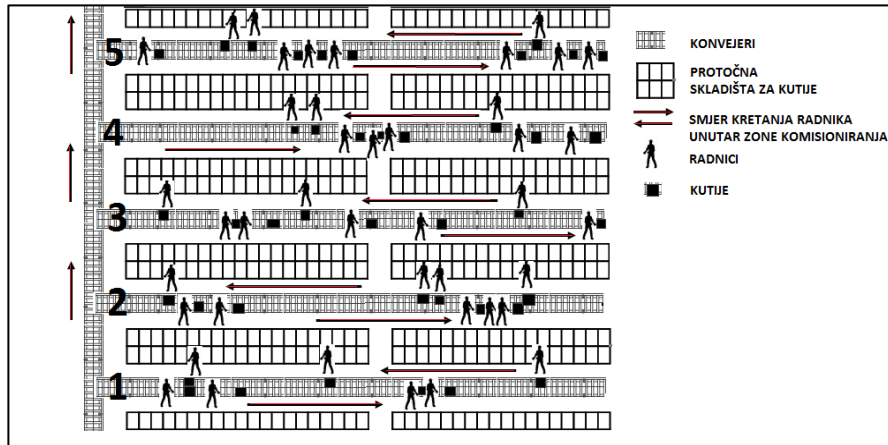 5
4
3
2
1
KONVEJERI
PROTOČNA
SKLADIŠTA ZA KUTIJE
SMJER KRETANJA RADNIKA
UNUTAR ZONE KOMISIONIRANJA
RADNICI
KUTIJE